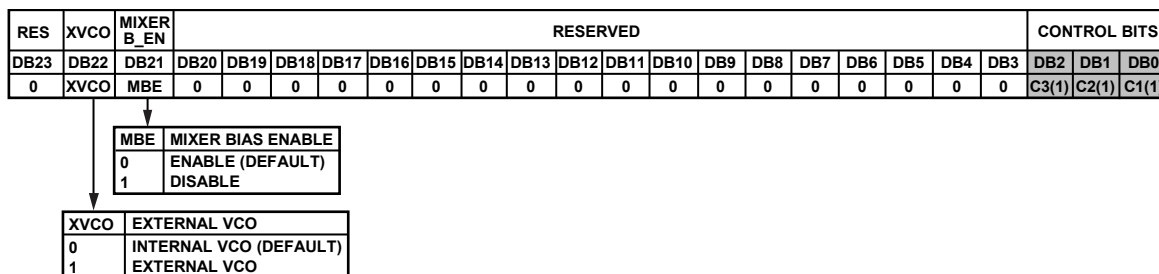 RES XVCO MIXER B_EN RESERVED CONTROL BITS
DB23 DB22 DB21 DB20 DB19 DB18 DB17 DB16 DB15 DB14 DB13 DB12 DB11 DB10 DB9 DB8 DB7 DB6 DB5 DB4 DB3 DB2 DB1 DB0
0 XVCO MBE 0 0 0 0 0 0 0 0 0 0 0 0 0 0 0 0 0 0 C3(1) C2(1) C1(1
MBE MIXER BIAS ENABLE
0 ENABLE (DEFAULT)
1 DISABLE
XVCO EXTERNAL VCO
0 INTERNAL VCO (DEFAULT)
1 EXTERNAL VCO